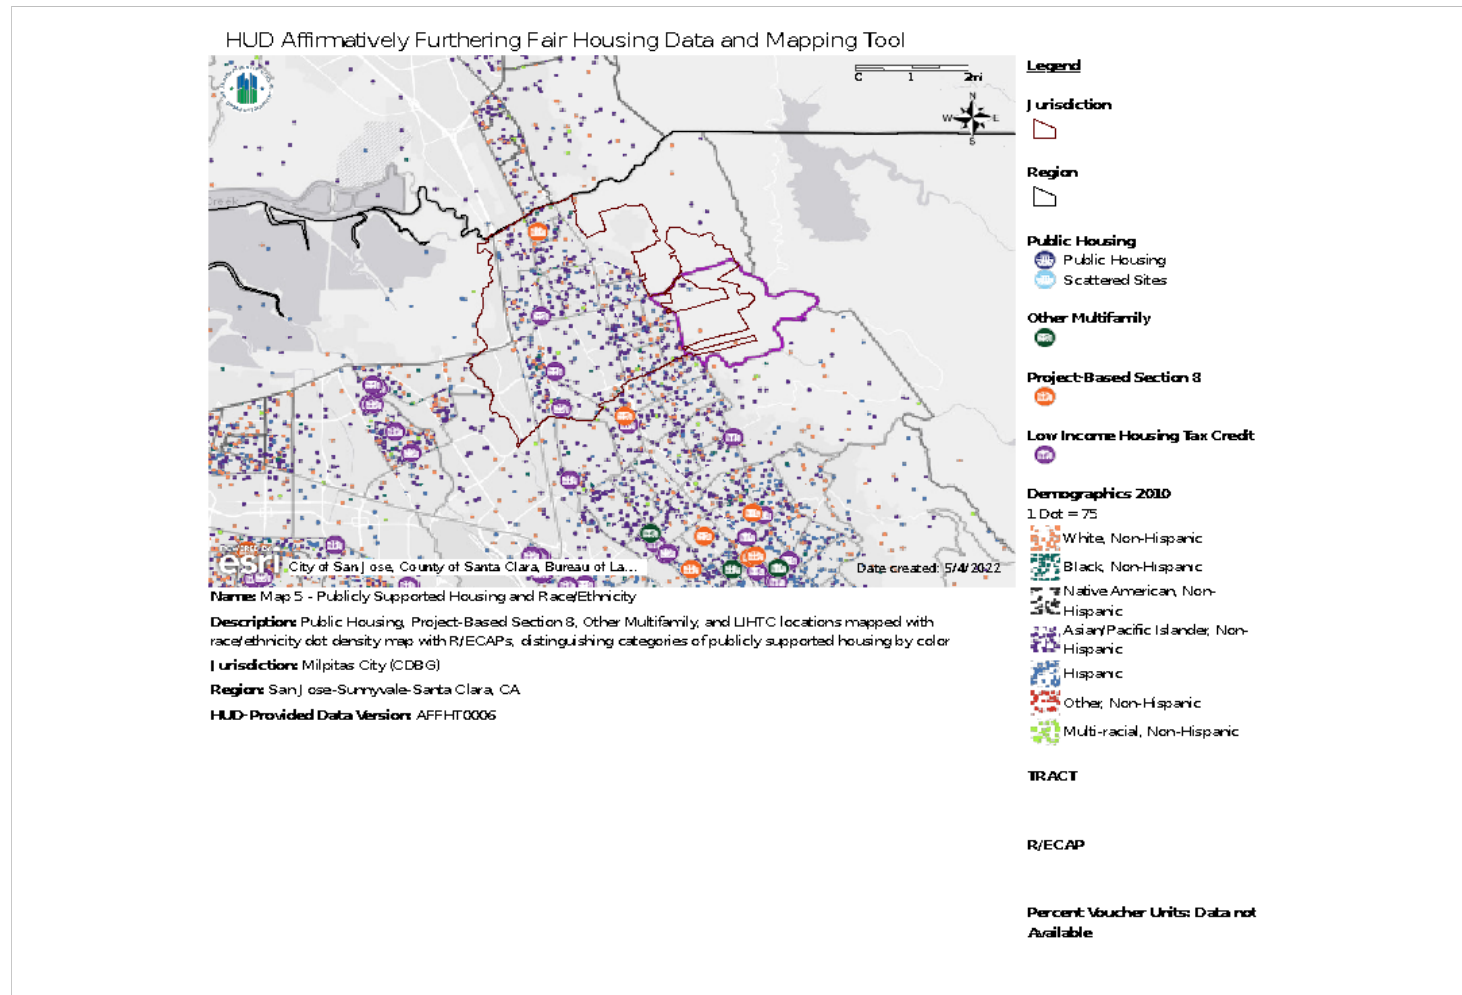 HUD Affirmatively Furthering Fair Housing Data and Mapping Tool
0 1 2mi
N
W E
S
Creek
esri
City of San Jose, County of Santa Clara, Bureau of La...
Date created: 5/4/2022
Name: Map 5 - Publicly Supported Housing and Race/Ethnicity
Description: Public Housing, Project-Based Section 8, Other Multifamily, and LIHTC locations mapped with
race/ethnicity dot density map with R/ECAPs, distinguishing categories of publicly supported housing by color
Jurisdiction: Milpitas City (CDBG)
Region: San Jose-Sunnyvale-Santa Clara, CA
HUD-Provided Data Version: AFFHT0006
Legend
Jurisdiction
Region
Public Housing
Public Housing
Scattered Sites
Other Multifamily
Project-Based Section 8
Low Income Housing Tax Credit
Demographics 2010
1 Dot = 75
White, Non-Hispanic
Black, Non-Hispanic
Native American, Non-
Hispanic
Asian/Pacific Islander, Non-
Hispanic
Hispanic
Other, Non-Hispanic
Multi-racial, Non-Hispanic
TRACT
R/ECAP
Percent Voucher Units: Data not
Available